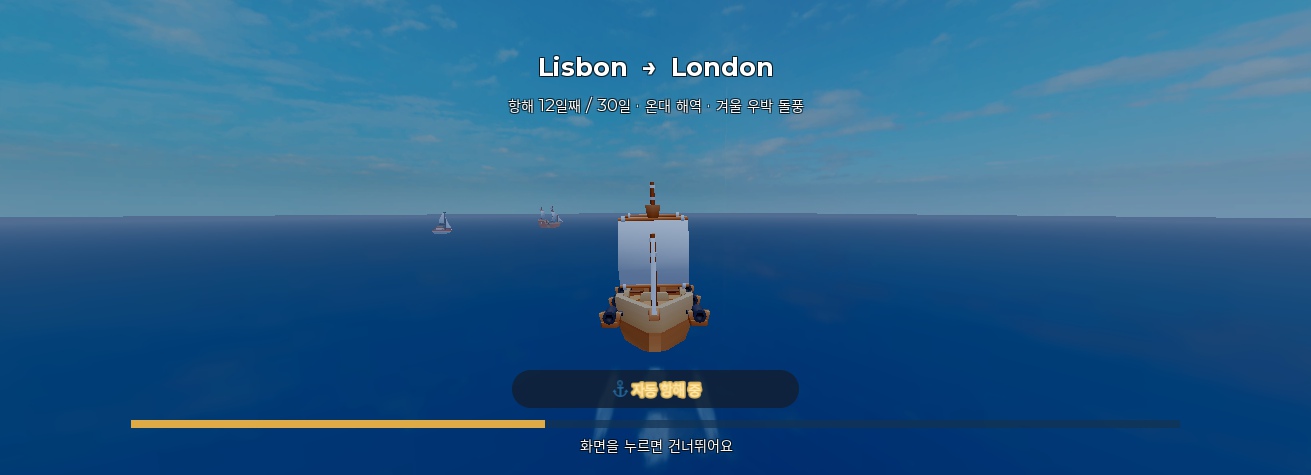 Lisbon → London
항해 12일째 / 30일 · 온대 해역 · 겨울 우박 돌풍
⚓ 자동 항해 중
화면을 누르면 건너뛰어요